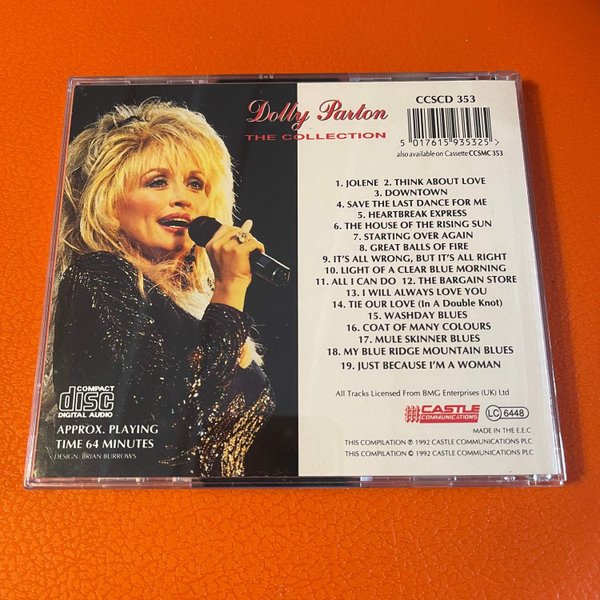 Dolly Parton
THE COLLECTION
CCSCD 353
5 017615 935325 >
also available on Cassette CCSMC 353
1. JOLENE 2. THINK ABOUT LOVE
3. DOWNTOWN
4. SAVE THE LAST DANCE FOR ME
5. HEARTBREAK EXPRESS
6. THE HOUSE OF THE RISING SUN
7. STARTING OVER AGAIN
8. GREAT BALLS OF FIRE
9. IT'S ALL WRONG, BUT IT'S ALL RIGHT
10. LIGHT OF A CLEAR BLUE MORNING
11. ALL I CAN DO 12. THE BARGAIN STORE
13. I WILL ALWAYS LOVE YOU
14. TIE OUR LOVE (In A Double Knot)
15. WASHDAY BLUES
16. COAT OF MANY COLOURS
17. MULE SKINNER BLUES
18. MY BLUE RIDGE MOUNTAIN BLUES
19. JUST BECAUSE I'M A WOMAN
All Tracks Licensed From BMG Enterprises (UK) Ltd
CASTLE
COMMUNICATIONS
LC 6448
MADE IN THE E.E.C
THIS COMPILATION ℗ 1992 CASTLE COMMUNICATIONS PLC
THIS COMPILATION © 1992 CASTLE COMMUNICATIONS PLC
COMPACT
disc
DIGITAL AUDIO
APPROX. PLAYING
TIME 64 MINUTES
DESIGN: BRIAN BURROWS